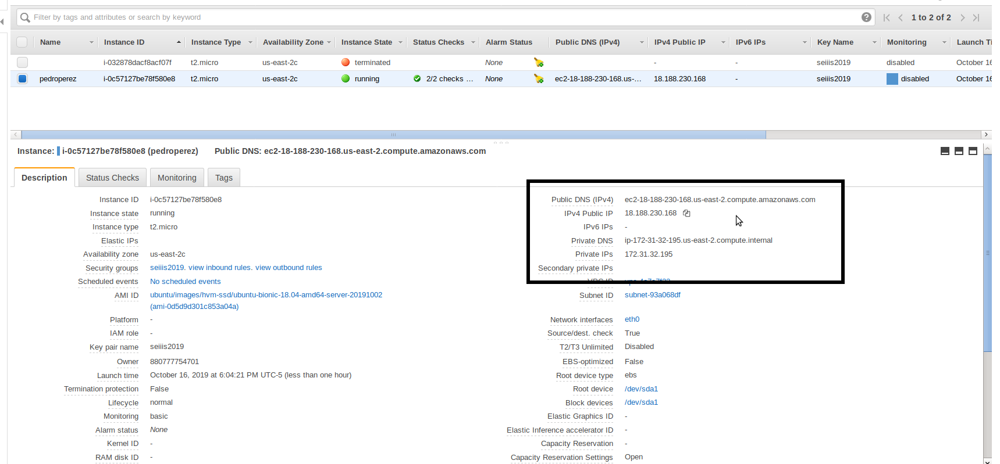 Filter by tags and attributes or search by keyword
1 to 2 of 2
Name Instance ID Instance Type Availability Zone Instance State Status Checks Alarm Status Public DNS (IPv4) IPv4 Public IP IPv6 IPs Key Name Monitoring Launch Ti
i-032878dacf8acf07f t2.micro us-east-2c terminated None - - seiiis2019 disabled October 16
pedroperez i-0c57127be78f580e8 t2.micro us-east-2c running 2/2 checks ... None ec2-18-188-230-168.us-... 18.188.230.168 - seiiis2019 disabled October 16
Instance: i-0c57127be78f580e8 (pedroperez) Public DNS: ec2-18-188-230-168.us-east-2.compute.amazonaws.com
Description Status Checks Monitoring Tags
Instance ID i-0c57127be78f580e8 Public DNS (IPv4) ec2-18-188-230-168.us-east-2.compute.amazonaws.com
Instance state running IPv4 Public IP 18.188.230.168
Instance type t2.micro IPv6 IPs -
Elastic IPs Private DNS ip-172-31-32-195.us-east-2.compute.internal
Availability zone us-east-2c Private IPs 172.31.32.195
Security groups seiiis2019. view inbound rules. view outbound rules Secondary private IPs
Scheduled events No scheduled events VPC ID
AMI ID ubuntu/images/hvm-ssd/ubuntu-bionic-18.04-amd64-server-20191002 Subnet ID subnet-93a068df
(ami-0d5d9d301c853a04a)
Platform - Network interfaces eth0
IAM role - Source/dest. check True
Key pair name seiiis2019 T2/T3 Unlimited Disabled
Owner 880777754701 EBS-optimized False
Launch time October 16, 2019 at 6:04:21 PM UTC-5 (less than one hour) Root device type ebs
Termination protection False Root device /dev/sda1
Lifecycle normal Block devices /dev/sda1
Monitoring basic Elastic Graphics ID -
Alarm status None Elastic Inference accelerator ID -
Kernel ID - Capacity Reservation -
RAM disk ID - Capacity Reservation Settings Open